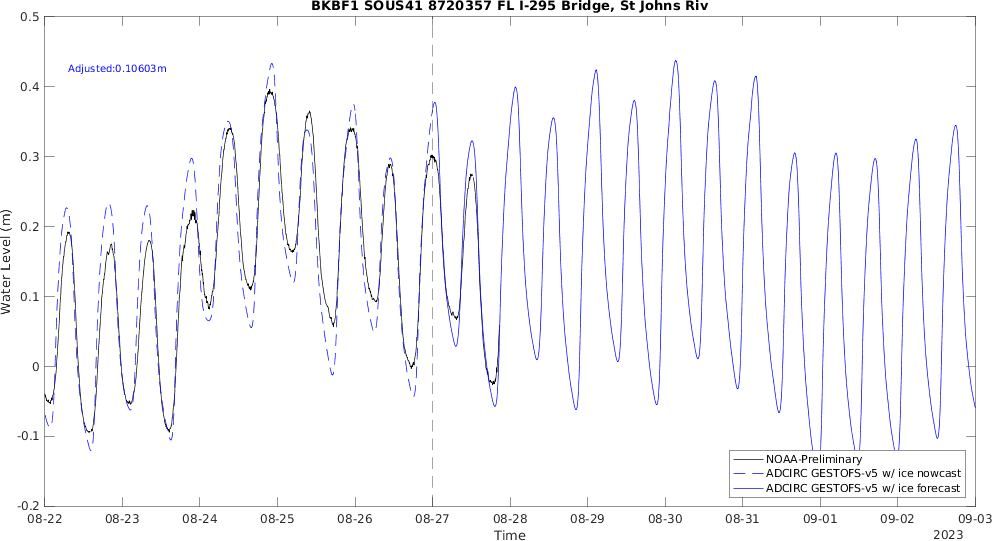 BKBF1 SOUS41 8720357 FL I-295 Bridge, St Johns Riv
Adjusted:0.10603m
Water Level (m)
0.5
0.4
0.3
0.2
0.1
0
-0.1
-0.2
NOAA-Preliminary
ADCIRC GESTOFS-v5 w/ ice nowcast
ADCIRC GESTOFS-v5 w/ ice forecast
08-22 08-23 08-24 08-25 08-26 08-27 08-28 08-29 08-30 08-31 09-01 09-02 09-03
Time
2023